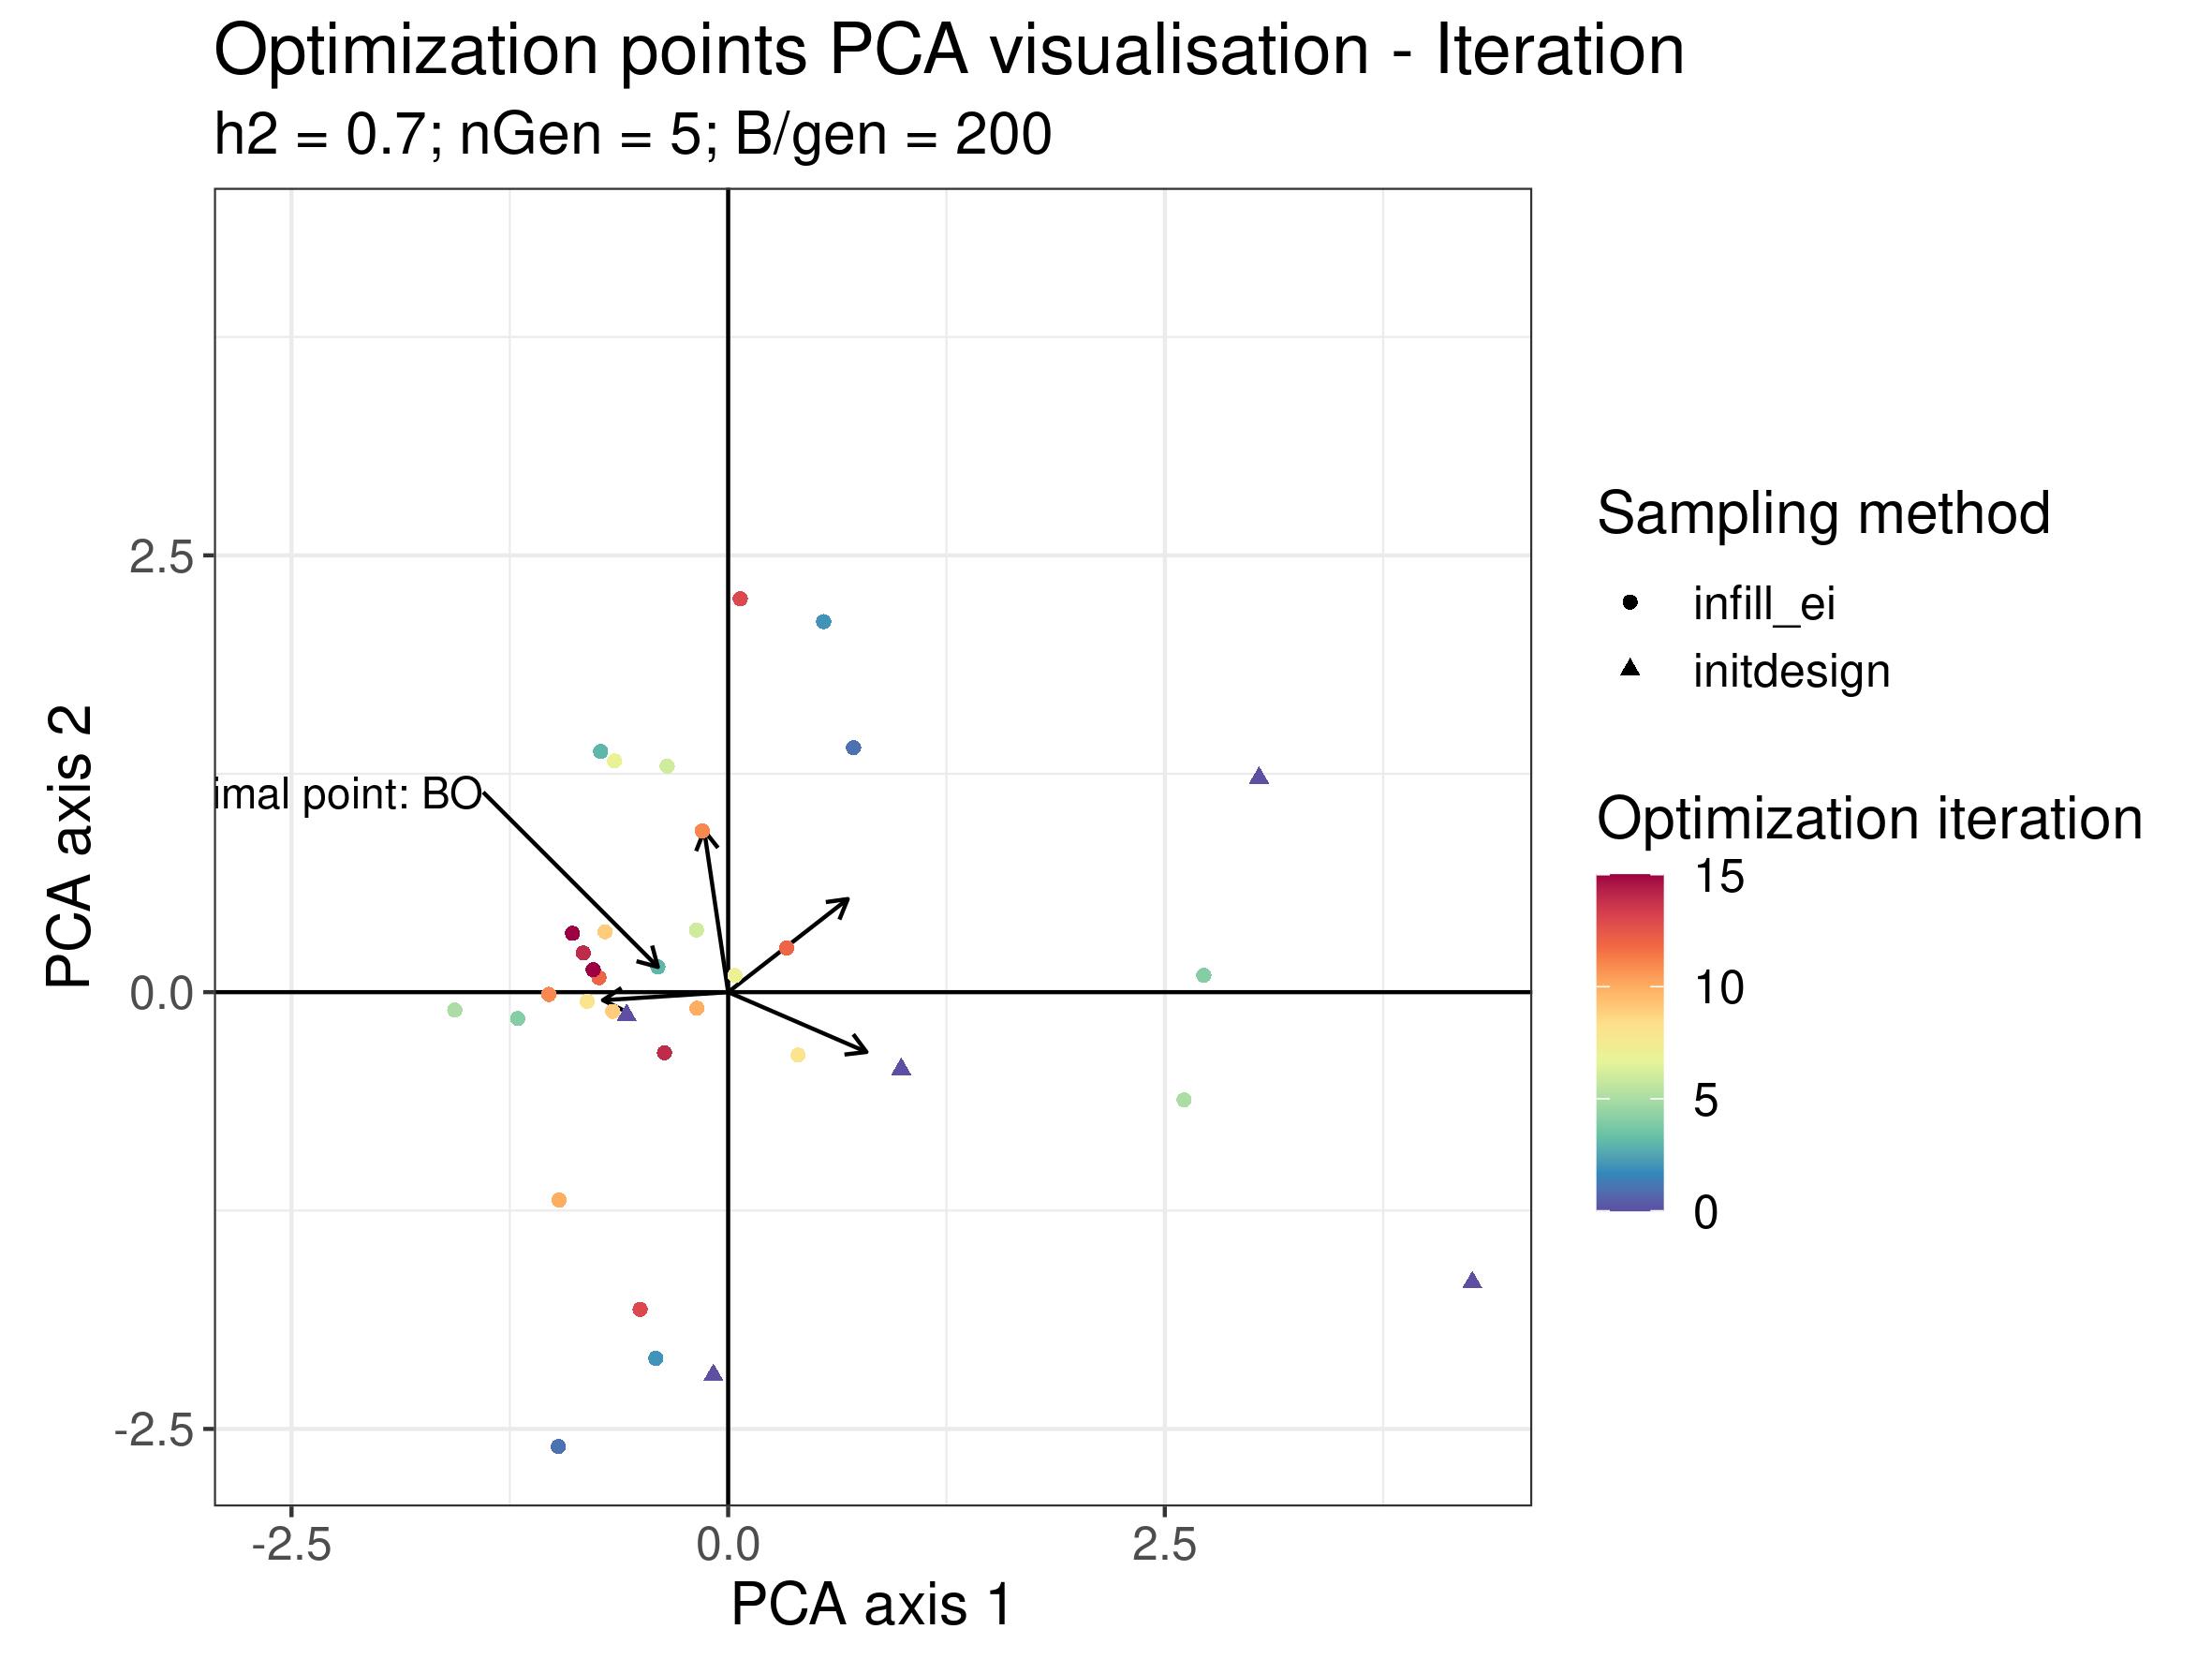 Optimization points PCA visualisation - Iteration
h2 = 0.7; nGen = 5; B/gen = 200
2.5
0.0
-2.5
PCA axis 2
imal point: BO
-2.5
0.0
2.5
PCA axis 1
Sampling method
infill_ei
initdesign
Optimization iteration
15
10
5
0